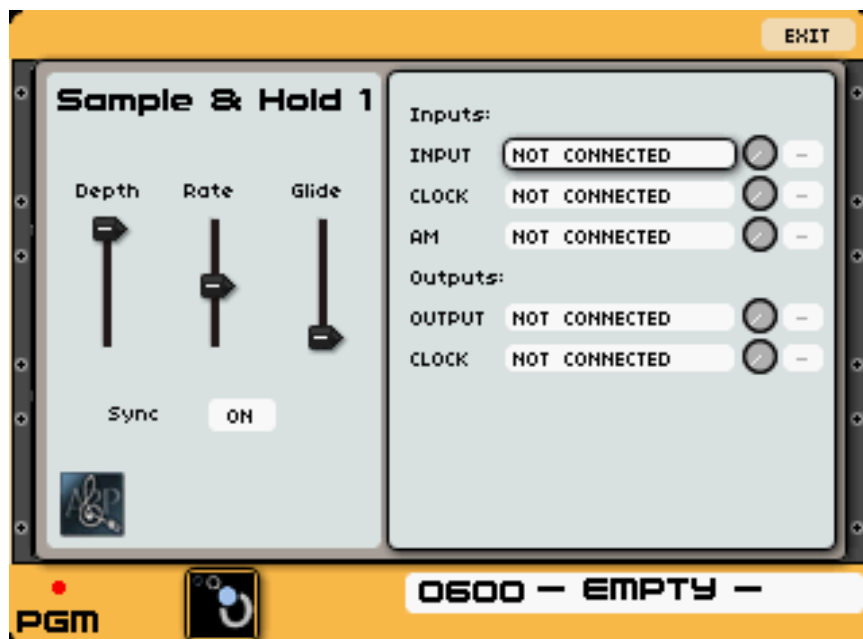 EXIT
Sample & Hold 1
Depth Rate Glide
Sync ON
ARP
Inputs:
INPUT NOT CONNECTED –
CLOCK NOT CONNECTED –
AM NOT CONNECTED –
Outputs:
OUTPUT NOT CONNECTED –
CLOCK NOT CONNECTED –
PGM
0600 – EMPTY –